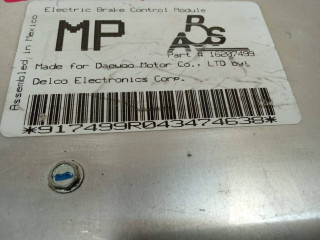 Electric Brake Control Module
MP
ABS
Part # 16207499
Made for Daewoo Motor Co., LTD by:
Delco Electronics Corp.
*917499R043474638*
Assembled in Mexico